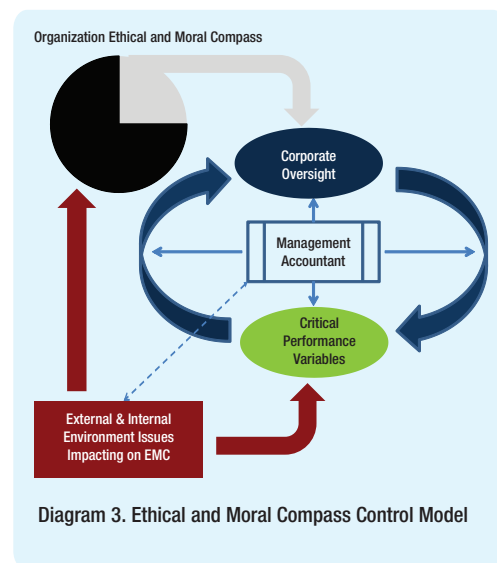 Organization Ethical and Moral Compass
Corporate
Oversight
Management
Accountant
Critical
Performance
Variables
External & Internal
Environment Issues
Impacting on EMC
Diagram 3. Ethical and Moral Compass Control Model